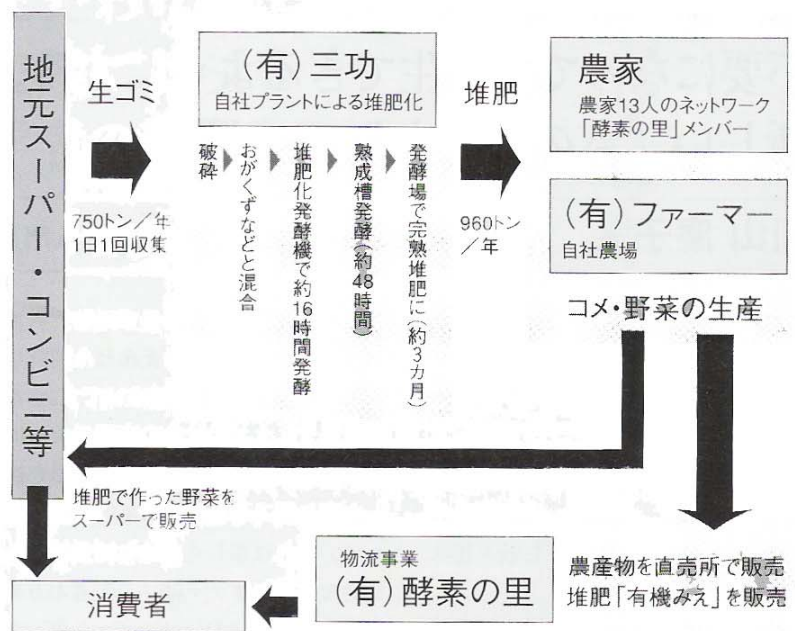 地元スーパー・コンビニ等
生ゴミ
750トン／年
1日1回収集
（有）三功
自社プラントによる堆肥化
破砕
おがくずなどと混合
堆肥化発酵機で約16時間発酵
熟成槽発酵（約48時間）
発酵場で完熟堆肥に（約3カ月）
堆肥
960トン
／年
農家
農家13人のネットワーク
「酵素の里」メンバー
（有）ファーマー
自社農場
コメ・野菜の生産
堆肥で作った野菜を
スーパーで販売
農産物を直売所で販売
堆肥「有機みえ」を販売
物流事業
（有）酵素の里
消費者